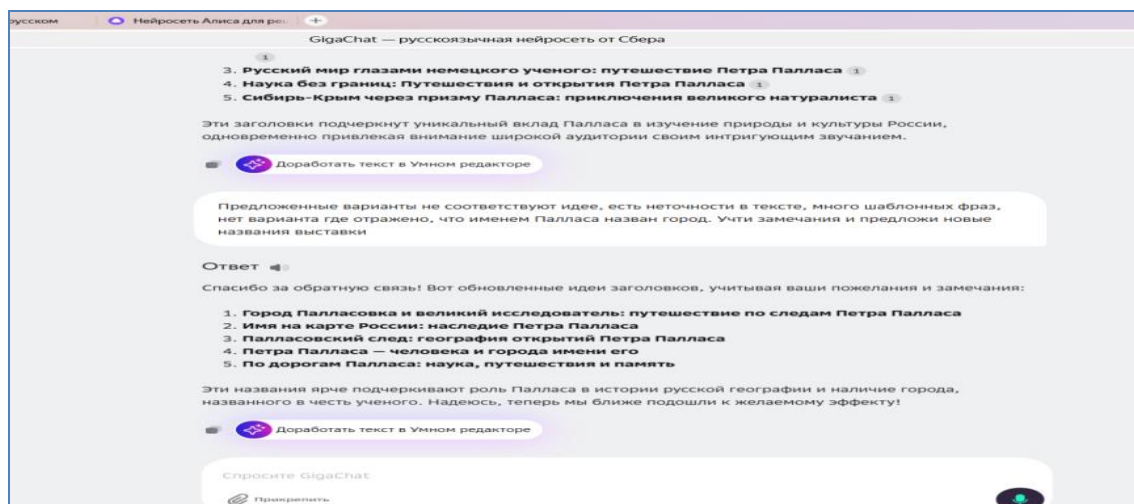 русском
Нейросеть Алиса для ре
GigaChat — русскоязычная нейросеть от Сбера
1
3. Русский мир глазами немецкого ученого: путешествие Петра Палласа 1
4. Наука без границ: Путешествия и открытия Петра Палласа 1
5. Сибирь-Крым через призму Палласа: приключения великого натуралиста 1
Эти заголовки подчеркнут уникальный вклад Палласа в изучение природы и культуры России,
одновременно привлекая внимание широкой аудитории своим интригующим звучанием.
Доработать текст в Умном редакторе
Предложенные варианты не соответствуют идее, есть неточности в тексте, много шаблонных фраз,
нет варианта где отражено, что именем Палласа назван город. Учти замечания и предложи новые
названия выставки
Ответ
Спасибо за обратную связь! Вот обновленные идеи заголовков, учитывая ваши пожелания и замечания:
1. Город Палласовка и великий исследователь: путешествие по следам Петра Палласа
2. Имя на карте России: наследие Петра Палласа
3. Палласовский след: география открытий Петра Палласа
4. Петра Палласа — человека и города имени его
5. По дорогам Палласа: наука, путешествия и память
Эти названия ярче подчеркивают роль Палласа в истории русской географии и наличие города,
названного в честь ученого. Надеюсь, теперь мы ближе подошли к желаемому эффекту!
Доработать текст в Умном редакторе
Спросите GigaChat
Прикрепить